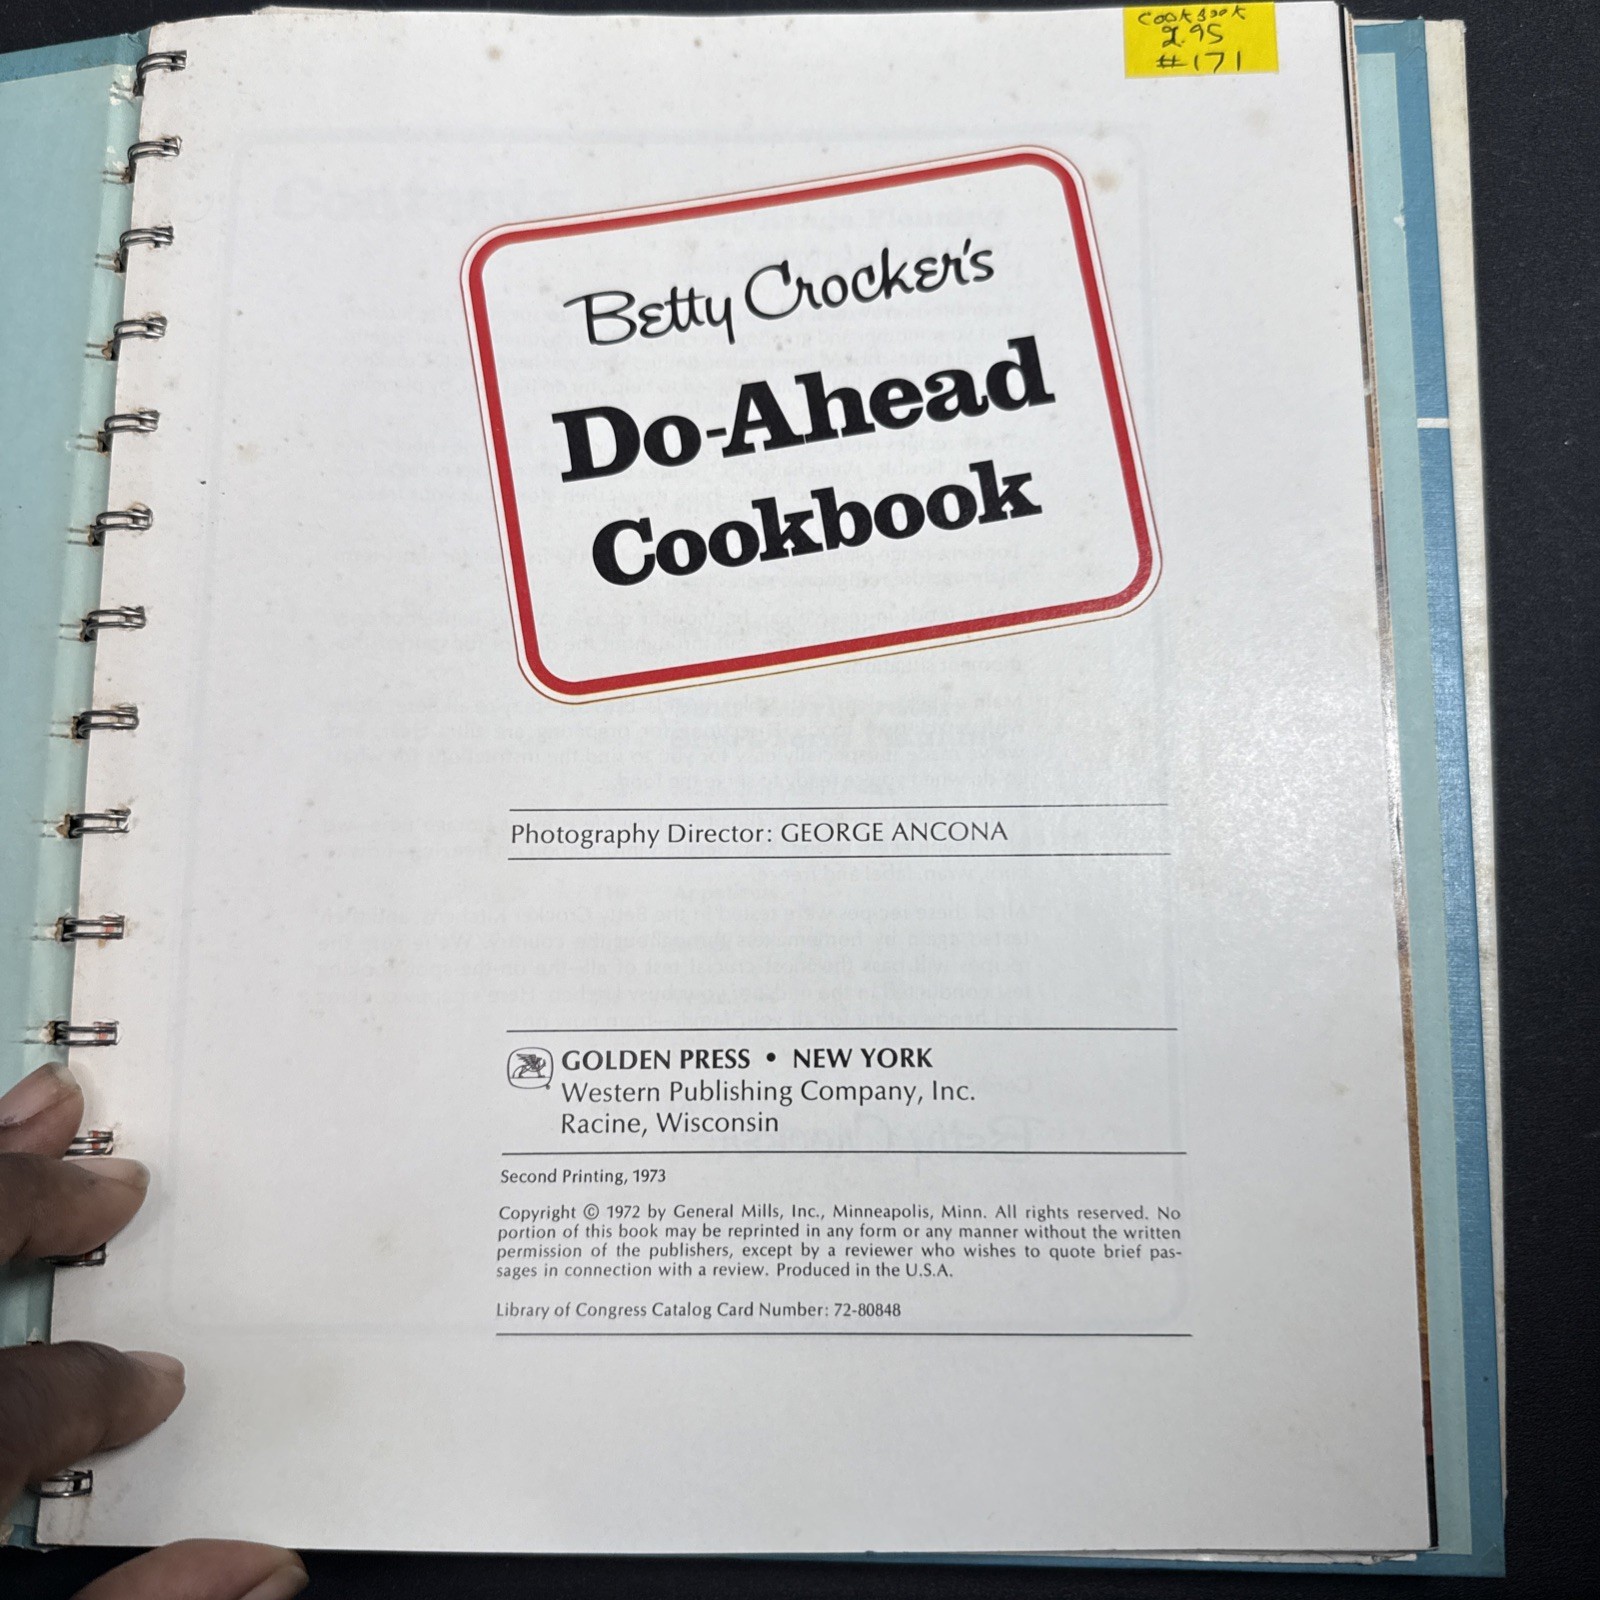 cookbook
2.95
#171
Betty Crocker's
Do-Ahead
Cookbook
Photography Director: GEORGE ANCONA
GOLDEN PRESS • NEW YORK
Western Publishing Company, Inc.
Racine, Wisconsin
Second Printing, 1973
Copyright © 1972 by General Mills, Inc., Minneapolis, Minn. All rights reserved. No
portion of this book may be reprinted in any form or any manner without the written
permission of the publishers, except by a reviewer who wishes to quote brief pas-
sages in connection with a review. Produced in the U.S.A.
Library of Congress Catalog Card Number: 72-80848